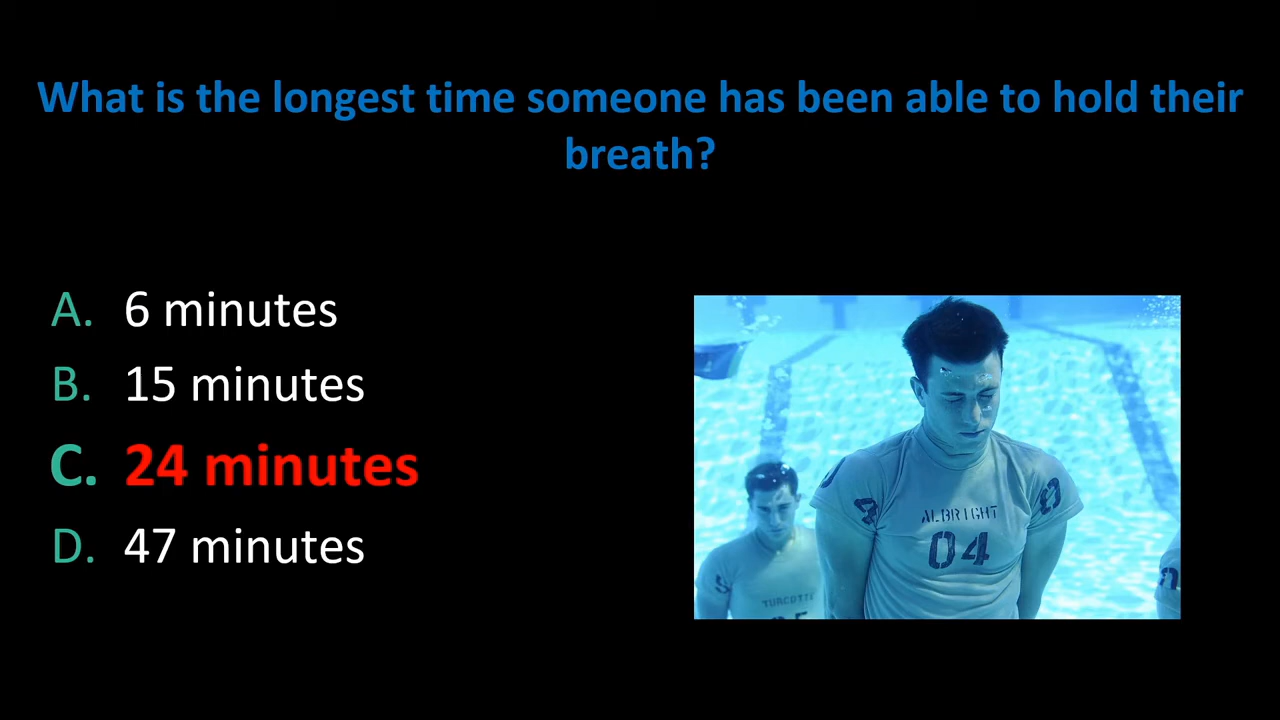 What is the longest time someone has been able to hold their
breath?
A. 6 minutes
B. 15 minutes
C. 24 minutes
D. 47 minutes
ALBRIGHT
04